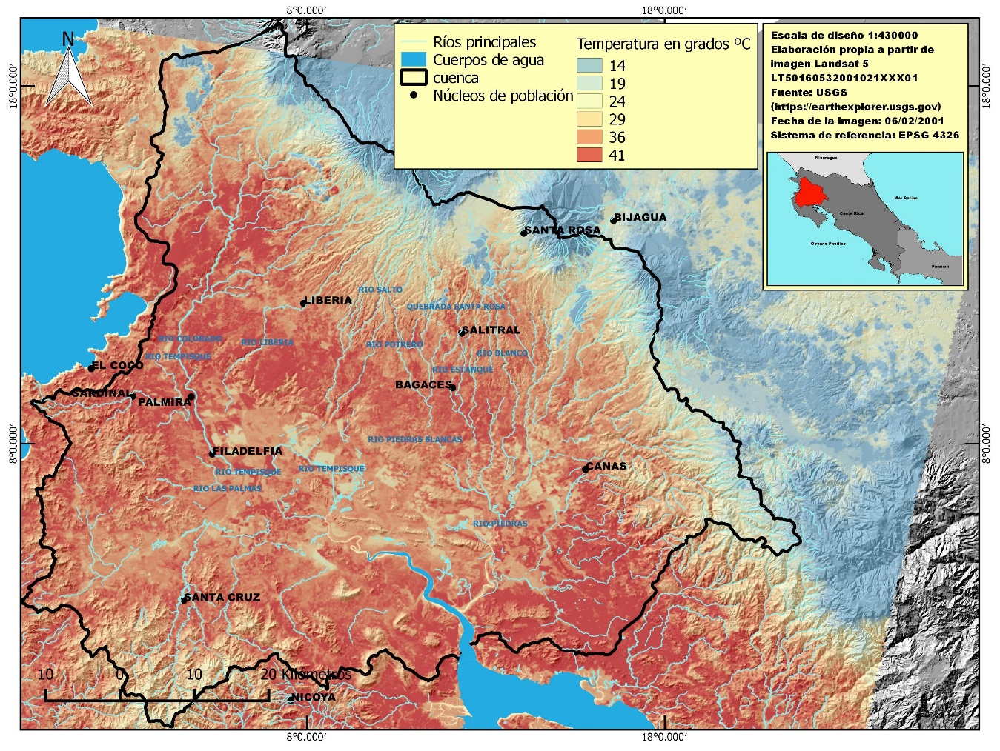 8°0.000′
18°0.000′
N
18°0.000′
18°0.000′
8°0.000′
8°0.000′
Ríos principales
Cuerpos de agua
cuenca
Núcleos de población
Temperatura en grados ºC
14
19
24
29
36
41
Escala de diseño 1:430000
Elaboración propia a partir de
imagen Landsat 5
LT50160532001021XXX01
Fuente: USGS
(https://earthexplorer.usgs.gov)
Fecha de la imagen: 06/02/2001
Sistema de referencia: EPSG 4326
Nicaragua
Mar Caribe
Costa Rica
Océano Pacífico
Panamá
BIJAGUA
SANTA ROSA
RIO SALTO
LIBERIA
QUEBRADA SANTA ROSA
SALITRAL
RIO COLORADO
RIO LIBERIA
RIO POTRERO
RIO BLANCO
RIO TEMPISQUE
EL COCO
RIO ESTANQUE
BAGACES
SARDINAL
PALMIRA
RIO PIEDRAS BLANCAS
FILADELFIA
CANAS
RIO TEMPISQUE
RIO TEMPISQUE
RIO LAS PALMAS
RIO PIEDRAS
SANTA CRUZ
10 0 10 20 Kilómetros
NICOYA
8°0.000′
18°0.000′